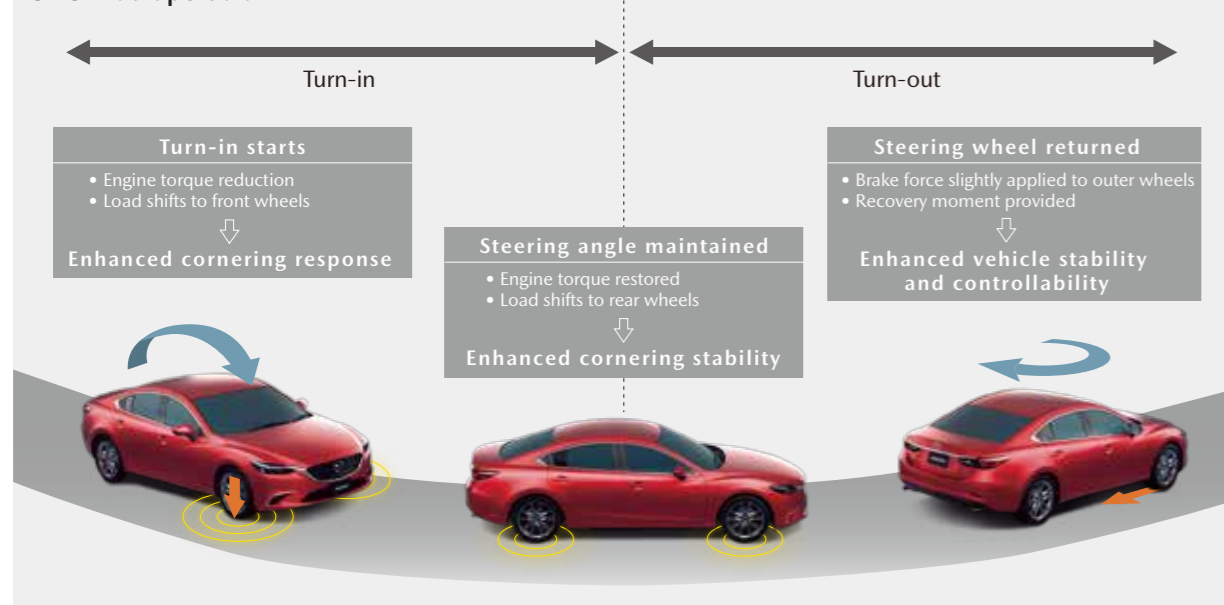 Turn-in
Turn-out
Turn-in starts
• Engine torque reduction
• Load shifts to front wheels
Enhanced cornering response
Steering angle maintained
• Engine torque restored
• Load shifts to rear wheels
Enhanced cornering stability
Steering wheel returned
• Brake force slightly applied to outer wheels
• Recovery moment provided
Enhanced vehicle stability
and controllability